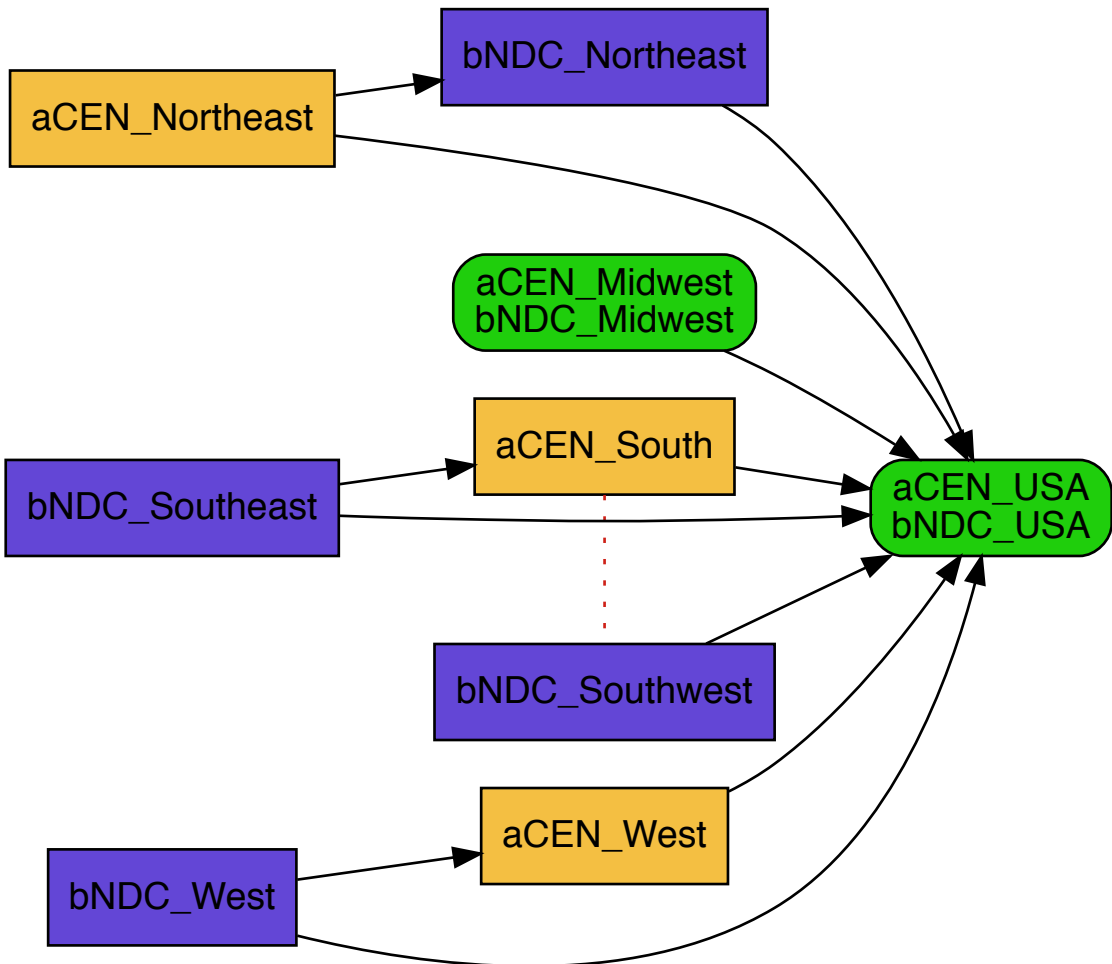 bNDC_Northeast
aCEN_Northeast
aCEN_Midwest
bNDC_Midwest
aCEN_South
bNDC_Southeast
aCEN_USA
bNDC_USA
bNDC_Southwest
aCEN_West
bNDC_West